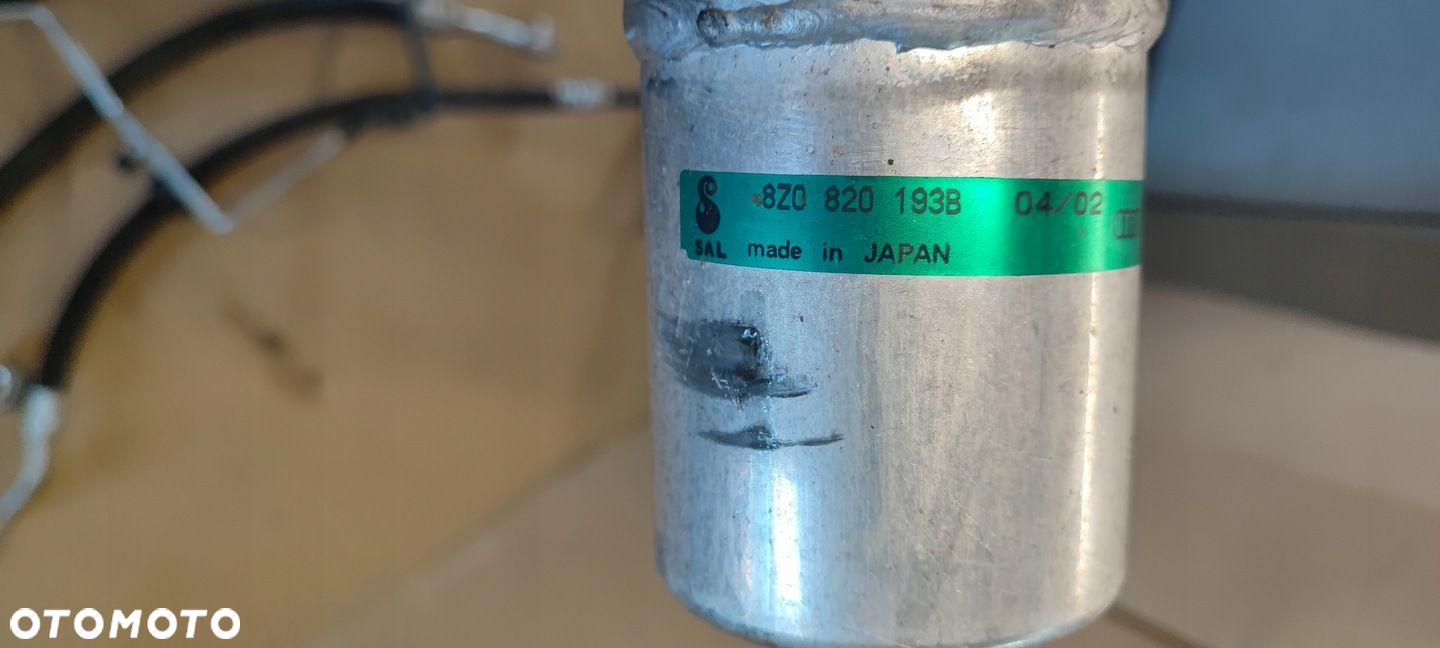 8Z0 820 193B 04/02
SAL made in JAPAN
OTOMOTO